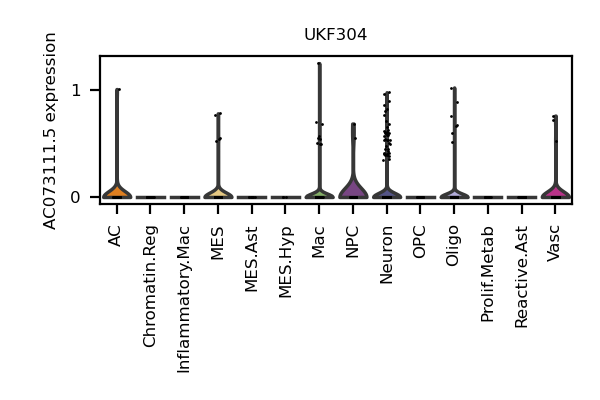 UKF304
AC073111.5 expression
1
0
AC
Chromatin.Reg
Inflammatory.Mac
MES
MES.Ast
MES.Hyp
Mac
NPC
Neuron
OPC
Oligo
Prolif.Metab
Reactive.Ast
Vasc